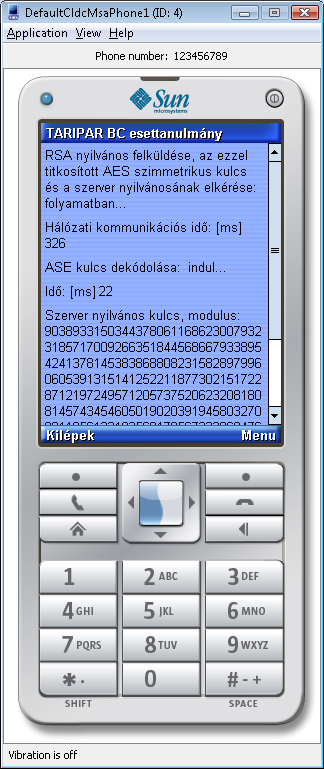 DefaultCldcMsaPhone1 (ID: 4)
Application View Help
Phone number: 123456789
Sun
microsystems
TARIPAR BC esettanulmány
RSA nyilvános felküldése, az ezzel
titkosított AES szimmetrikus kulcs
és a szerver nyilvánosának elkérése:
folyamatban...
Hálózati kommunikációs idő: [ms]
326
ASE kulcs dekódolása: indul...
Idő: [ms] 22
Szerver nyilvános kulcs, modulus:
9038933150344378061168623007932
3185717009266351844568667933895
4241378145383868808231582897996
0605391315141252211877302151722
8712197249571205737520623208180
8145743454605019020391945803270
Kilépek Menu
1 2 ABC 3 DEF
4 GHI 5 JKL 6 MNO
7 PQRS 8 TUV 9 WXYZ
* . 0 # - +
SHIFT SPACE
Vibration is off